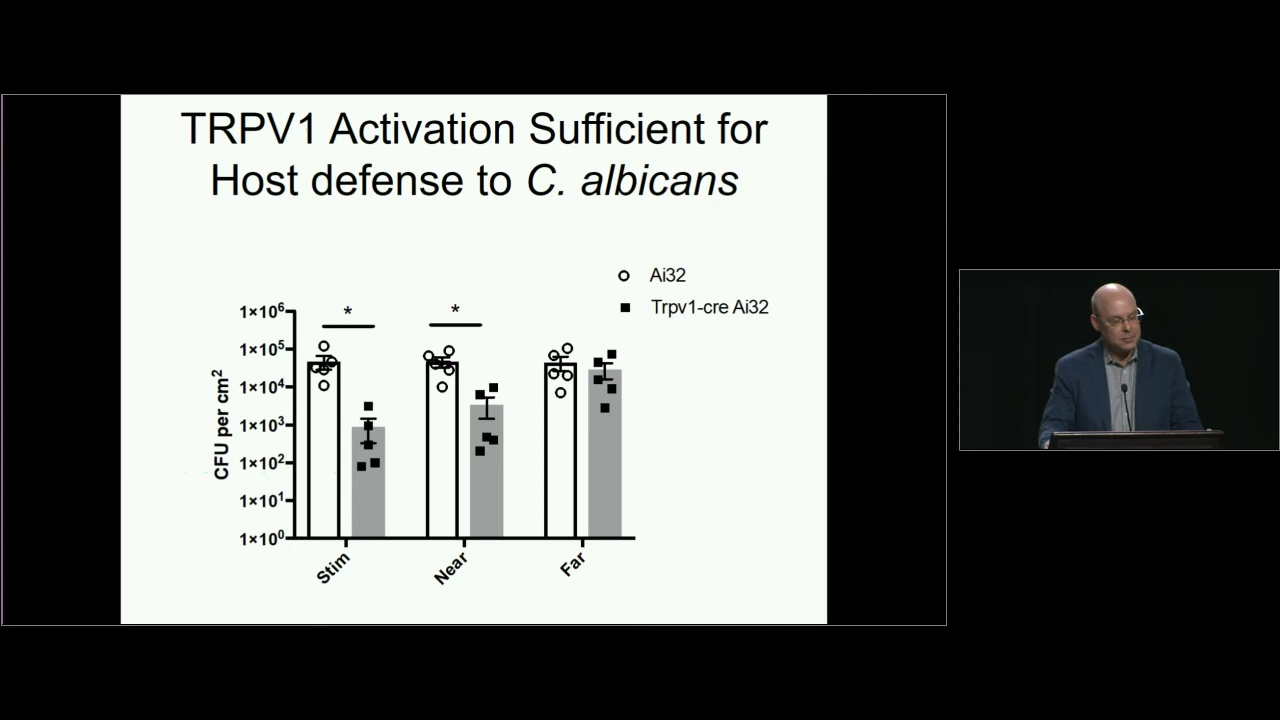 TRPV1 Activation Sufficient for
Host defense to C. albicans
Ai32
Trpv1-cre Ai32
*
*
CFU per cm²
1×10⁶
1×10⁵
1×10⁴
1×10³
1×10²
1×10¹
1×10⁰
Stim
Near
Far